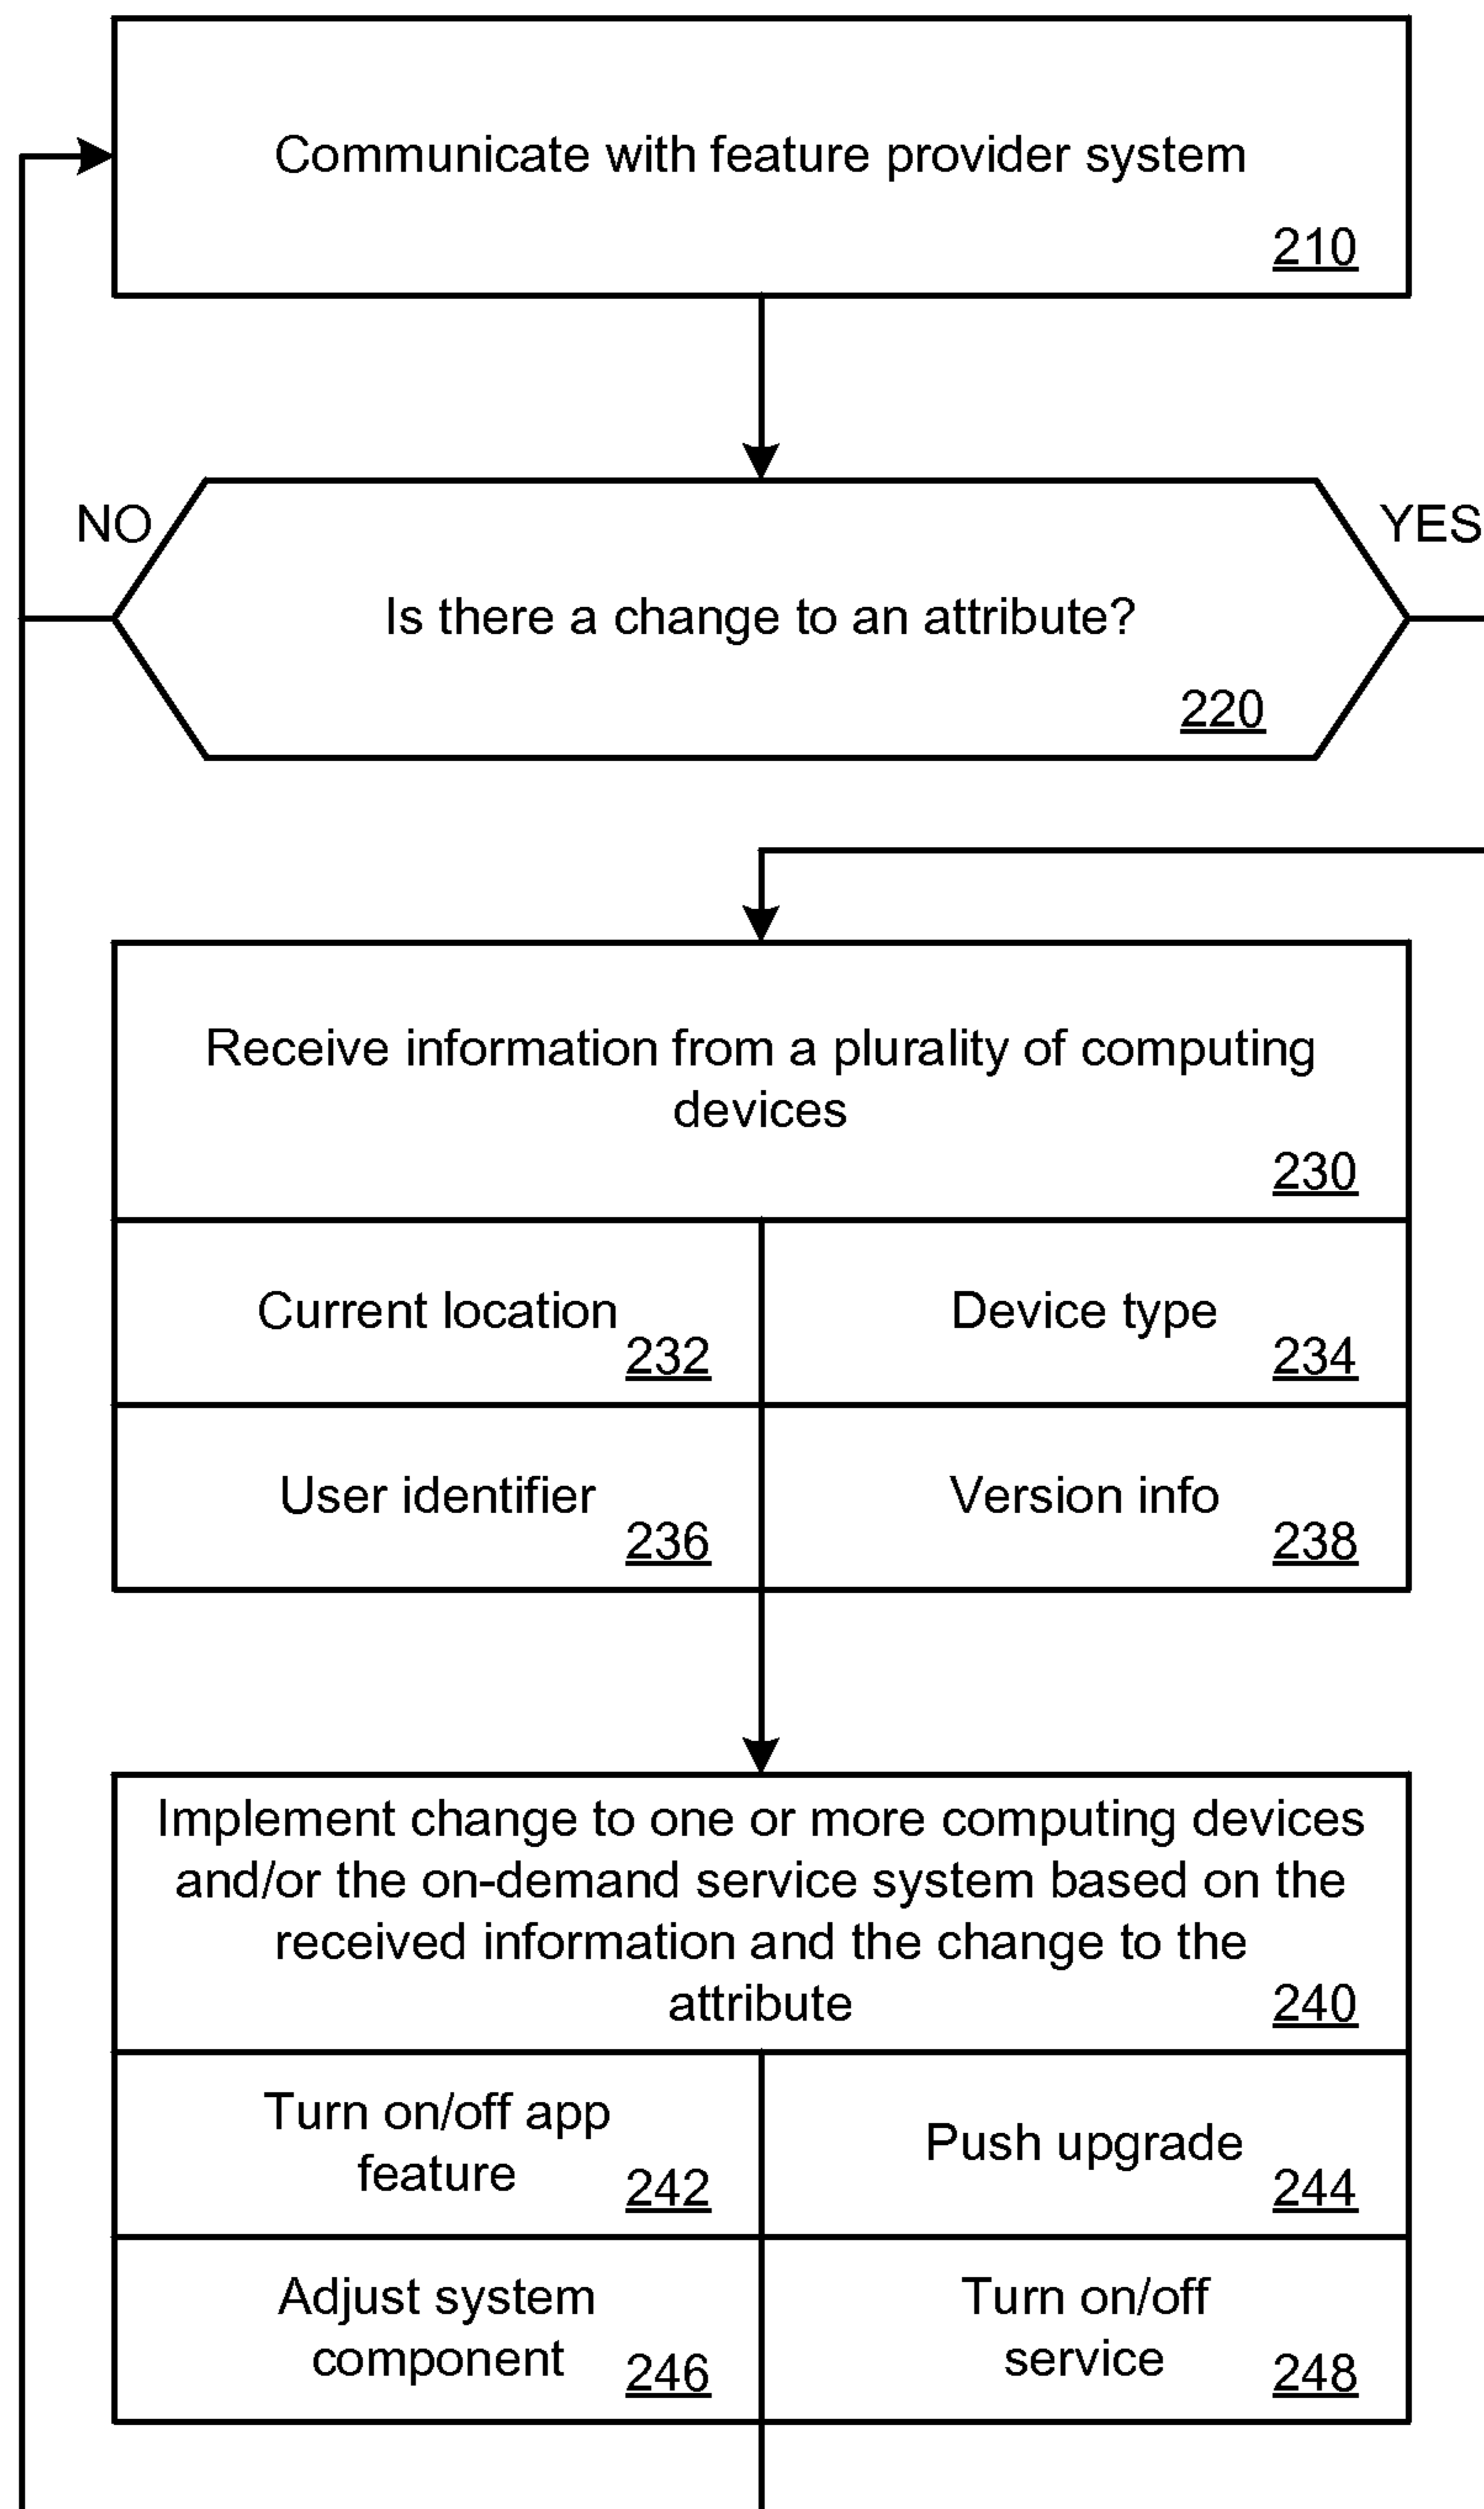 Communicate with feature provider system
210
NO
YES
Is there a change to an attribute?
220
Receive information from a plurality of computing
devices
230
Current location
232
Device type
234
User identifier
236
Version info
238
Implement change to one or more computing devices
and/or the on-demand service system based on the
received information and the change to the
attribute
240
Turn on/off app
feature
242
Push upgrade
244
Adjust system
component
246
Turn on/off
service
248